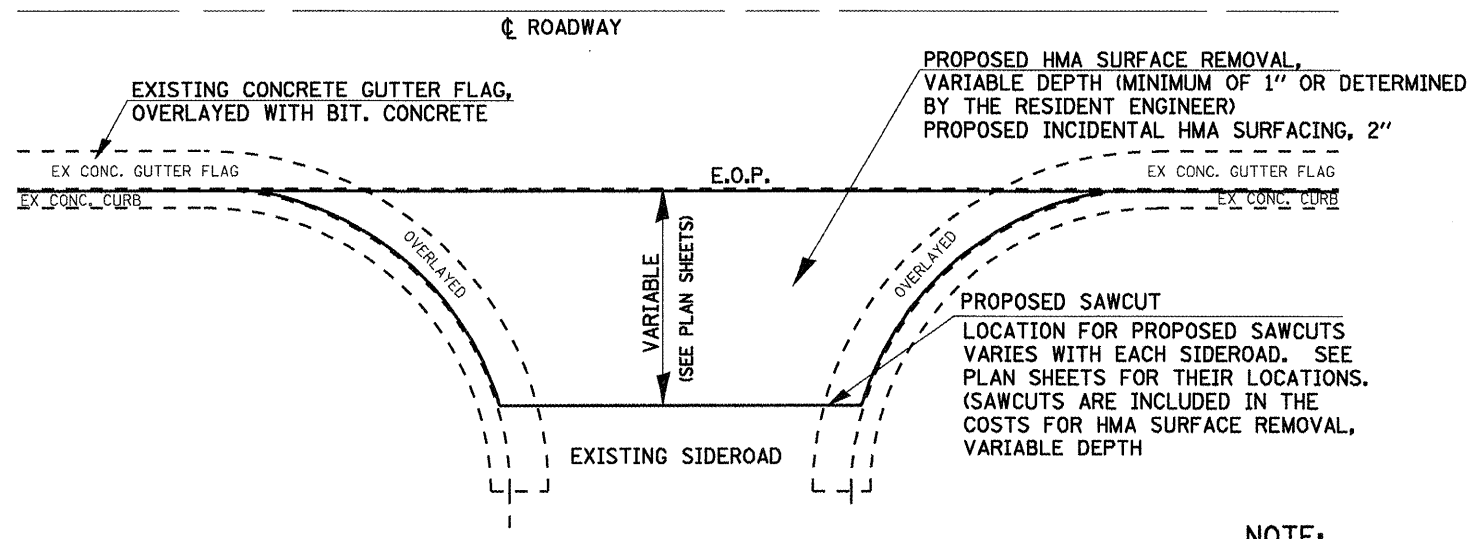 ℄ ROADWAY
EXISTING CONCRETE GUTTER FLAG,
OVERLAYED WITH BIT. CONCRETE
PROPOSED HMA SURFACE REMOVAL,
VARIABLE DEPTH (MINIMUM OF 1" OR DETERMINED
BY THE RESIDENT ENGINEER)
PROPOSED INCIDENTAL HMA SURFACING, 2"
EX CONC. GUTTER FLAG
E.O.P.
EX CONC. GUTTER FLAG
EX CONC. CURB
EX CONC. CURB
OVERLAYED
VARIABLE
(SEE PLAN SHEETS)
OVERLAYED
PROPOSED SAWCUT
LOCATION FOR PROPOSED SAWCUTS
VARIES WITH EACH SIDEROAD. SEE
PLAN SHEETS FOR THEIR LOCATIONS.
(SAWCUTS ARE INCLUDED IN THE
COSTS FOR HMA SURFACE REMOVAL,
VARIABLE DEPTH
EXISTING SIDEROAD
NOTE: